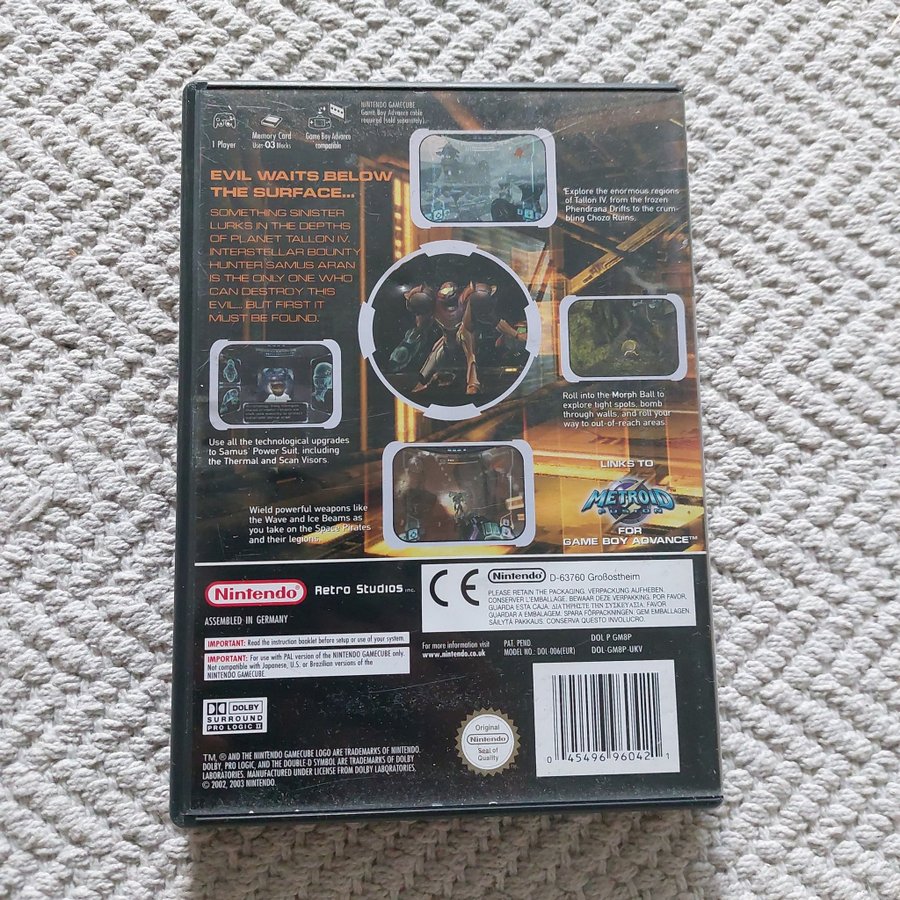 1 Player
Memory Card
Uses 03 Blocks
Game Boy Advance
compatible
NINTENDO GAMECUBE
Game Boy Advance cable
required (sold separately).
EVIL WAITS BELOW
THE SURFACE...
SOMETHING SINISTER
LURKS IN THE DEPTHS
OF PLANET TALLON IV.
INTERSTELLAR BOUNTY
HUNTER SAMUS ARAN
IS THE ONLY ONE WHO
CAN DESTROY THIS
EVIL... BUT FIRST IT
MUST BE FOUND.
Explore the enormous regions
of Tallon IV, from the frozen
Phendrana Drifts to the crum-
bling Chozo Ruins.
Roll into the Morph Ball to
explore tight spots, bomb
through walls, and roll your
way to out-of-reach areas.
Use all the technological upgrades
to Samus' Power Suit, including
the Thermal and Scan Visors.
Wield powerful weapons like
the Wave and Ice Beams as
you take on the Space Pirates
and their legions.
LINKS TO
METROID
FUSION
FOR
GAME BOY ADVANCE™
Nintendo
Retro Studios INC.
ASSEMBLED IN GERMANY
CE
Nintendo D-63760 Großostheim
PLEASE RETAIN THE PACKAGING. VERPACKUNG AUFHEBEN.
CONSERVER L'EMBALLAGE. BEWAAR DEZE VERPAKKING. POR FAVOR,
GUARDA ESTA CAJA. ΔΙΑΤΗΡΗΣΤΕ ΤΗΝ ΣΥΣΚΕΥΑΣΙΑ. FAVOR
GUARDAR A EMBALAGEM. SPARA FÖRPACKNINGEN. GEM EMBALLAGEN.
SÄILYTÄ PAKKAUS. CONSERVA QUESTO INVOLUCRO.
IMPORTANT: Read the instruction booklet before setup or use of your system.
IMPORTANT: For use with PAL version of the NINTENDO GAMECUBE only.
Not compatible with Japanese, U.S. or Brazilian versions of the
NINTENDO GAMECUBE.
For more information visit
www.nintendo.co.uk
PAT. PEND
MODEL NO.: DOL-006(EUR)
DOL P GM8P
DOL GM8P-UKV
DOLBY
SURROUND
PRO LOGIC II
Original
Nintendo
Seal of
Quality
0 45496 96042 1
TM, ® AND THE NINTENDO GAMECUBE LOGO ARE TRADEMARKS OF NINTENDO.
DOLBY, PRO LOGIC, AND THE DOUBLE-D SYMBOL ARE TRADEMARKS OF DOLBY
LABORATORIES. MANUFACTURED UNDER LICENSE FROM DOLBY LABORATORIES.
© 2002, 2003 NINTENDO.